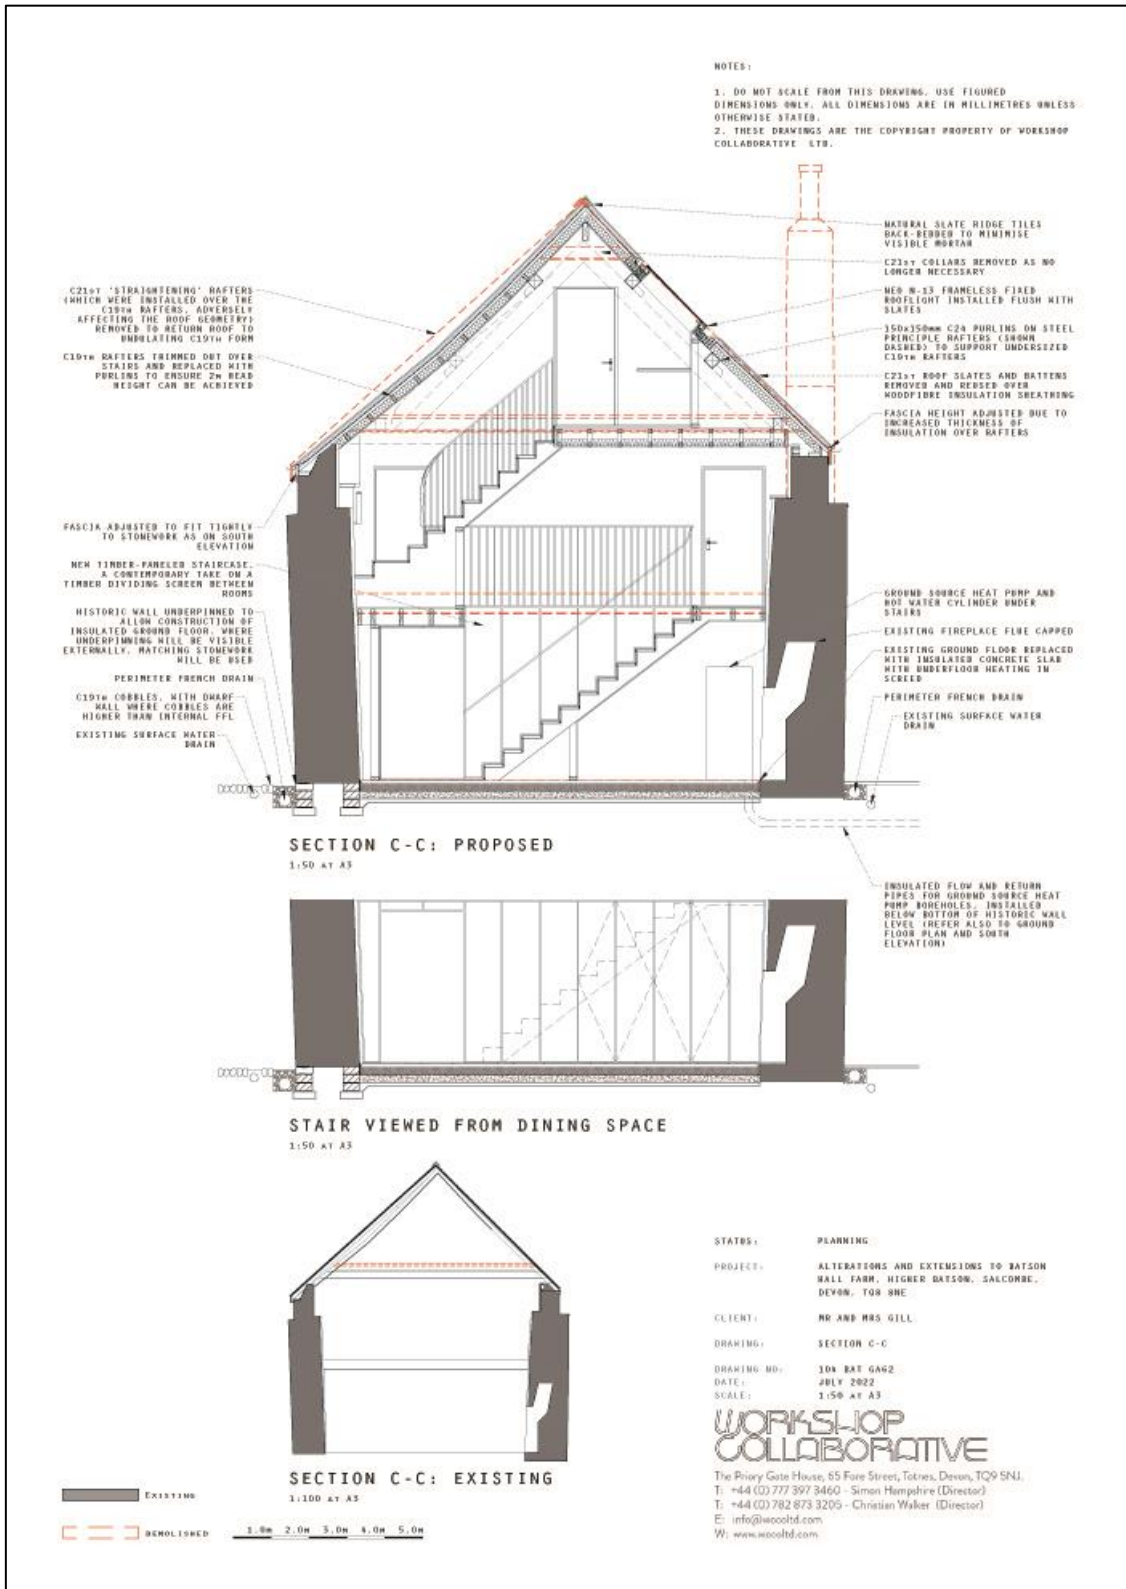 NOTES:
1. DO NOT SCALE FROM THIS DRAWING. USE FIGURED
DIMENSIONS ONLY. ALL DIMENSIONS ARE IN MILLIMETRES UNLESS
OTHERWISE STATED.
2. THESE DRAWINGS ARE THE COPYRIGHT PROPERTY OF WORKSHOP
COLLABORATIVE LTD.
NATURAL SLATE RIDGE TILES
BACK-BEDDED TO MINIMISE
VISIBLE MORTAR
C21ST COLLARS REMOVED AS NO
LONGER NECESSARY
NEO N-13 FRAMELESS FIXED
ROOFLIGHT INSTALLED FLUSH WITH
SLATES
150x150mm C24 PURLINS ON STEEL
PRINCIPLE RAFTERS (SHOWN
DASHED) TO SUPPORT UNDERSIZED
C19TH RAFTERS
C21ST ROOF SLATES AND BATTENS
REMOVED AND REUSED OVER
WOODFIBRE INSULATION SHEATHING
FASCIA HEIGHT ADJUSTED DUE TO
INCREASED THICKNESS OF
INSULATION OVER RAFTERS
C21ST 'STRAIGHTENING' RAFTERS
(WHICH WERE INSTALLED OVER THE
C19TH RAFTERS, ADVERSELY
AFFECTING THE ROOF GEOMETRY)
REMOVED TO RETURN ROOF TO
UNDULATING C19TH FORM
C19TH RAFTERS TRIMMED OUT OVER
STAIRS AND REPLACED WITH
PURLINS TO ENSURE 2m HEAD
HEIGHT CAN BE ACHIEVED
FASCIA ADJUSTED TO FIT TIGHTLY
TO STONEWORK AS ON SOUTH
ELEVATION
NEW TIMBER-PANELED STAIRCASE.
A CONTEMPORARY TAKE ON A
TIMBER DIVIDING SCREEN BETWEEN
ROOMS
HISTORIC WALL UNDERPINNED TO
ALLOW CONSTRUCTION OF
INSULATED GROUND FLOOR. WHERE
UNDERPINNING WILL BE VISIBLE
EXTERNALLY, MATCHING STONEWORK
WILL BE USED
PERIMETER FRENCH DRAIN
C19TH COBBLES, WITH DWARF
WALL WHERE COBBLES ARE
HIGHER THAN INTERNAL FFL
EXISTING SURFACE WATER
DRAIN
GROUND SOURCE HEAT PUMP AND
HOT WATER CYLINDER UNDER
STAIRS
EXISTING FIREPLACE FLUE CAPPED
EXISTING GROUND FLOOR REPLACED
WITH INSULATED CONCRETE SLAB
WITH UNDERFLOOR HEATING IN
SCREED
PERIMETER FRENCH DRAIN
EXISTING SURFACE WATER
DRAIN
SECTION C-C: PROPOSED
1:50 AT A3
INSULATED FLOW AND RETURN
PIPES FOR GROUND SOURCE HEAT
PUMP BOREHOLES, INSTALLED
BELOW BOTTOM OF HISTORIC WALL
LEVEL (REFER ALSO TO GROUND
FLOOR PLAN AND SOUTH
ELEVATION)
STAIR VIEWED FROM DINING SPACE
1:50 AT A3
SECTION C-C: EXISTING
1:100 AT A3
EXISTING
DEMOLISHED
1.0M 2.0M 3.0M 4.0M 5.0M
STATUS: PLANNING
PROJECT: ALTERATIONS AND EXTENSIONS TO BATSON
HALL FARM, HIGHER BATSON, SALCOMBE,
DEVON, TQ8 8NE
CLIENT: MR AND MRS GILL
DRAWING: SECTION C-C
DRAWING NO: 104 BAT GA62
DATE: JULY 2022
SCALE: 1:50 AT A3
WORKSHOP
COLLABORATIVE
The Priory Gate House, 65 Fore Street, Totnes, Devon, TQ9 5NJ.
T: +44 (0) 777 397 3460 - Simon Hampshire (Director)
T: +44 (0) 782 873 3205 - Christian Walker (Director)
E: info@woooltd.com
W: www.woooltd.com